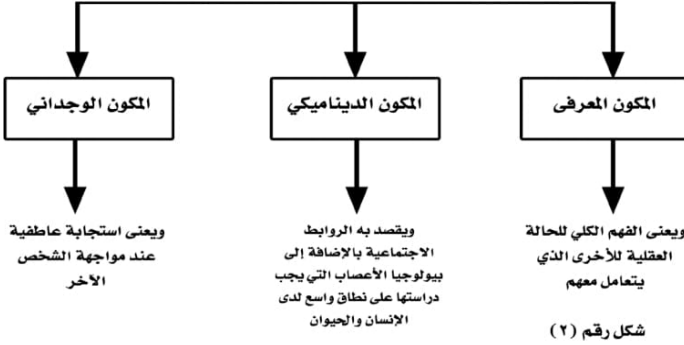 المكون المعرفى
المكون الديناميكي
المكون الوجداني
ويعنى الفهم الكلي للحالة
العقلية للأخرى الذي
يتعامل معهم
ويقصد به الروابط
الاجتماعية بالإضافة إلى
بيولوجيا الأعصاب التي يجب
دراستها على نطاق واسع لدى
الإنسان والحيوان
ويعنى استجابة عاطفية
عند مواجهة الشخص
الآخر
شكل رقم (٢)